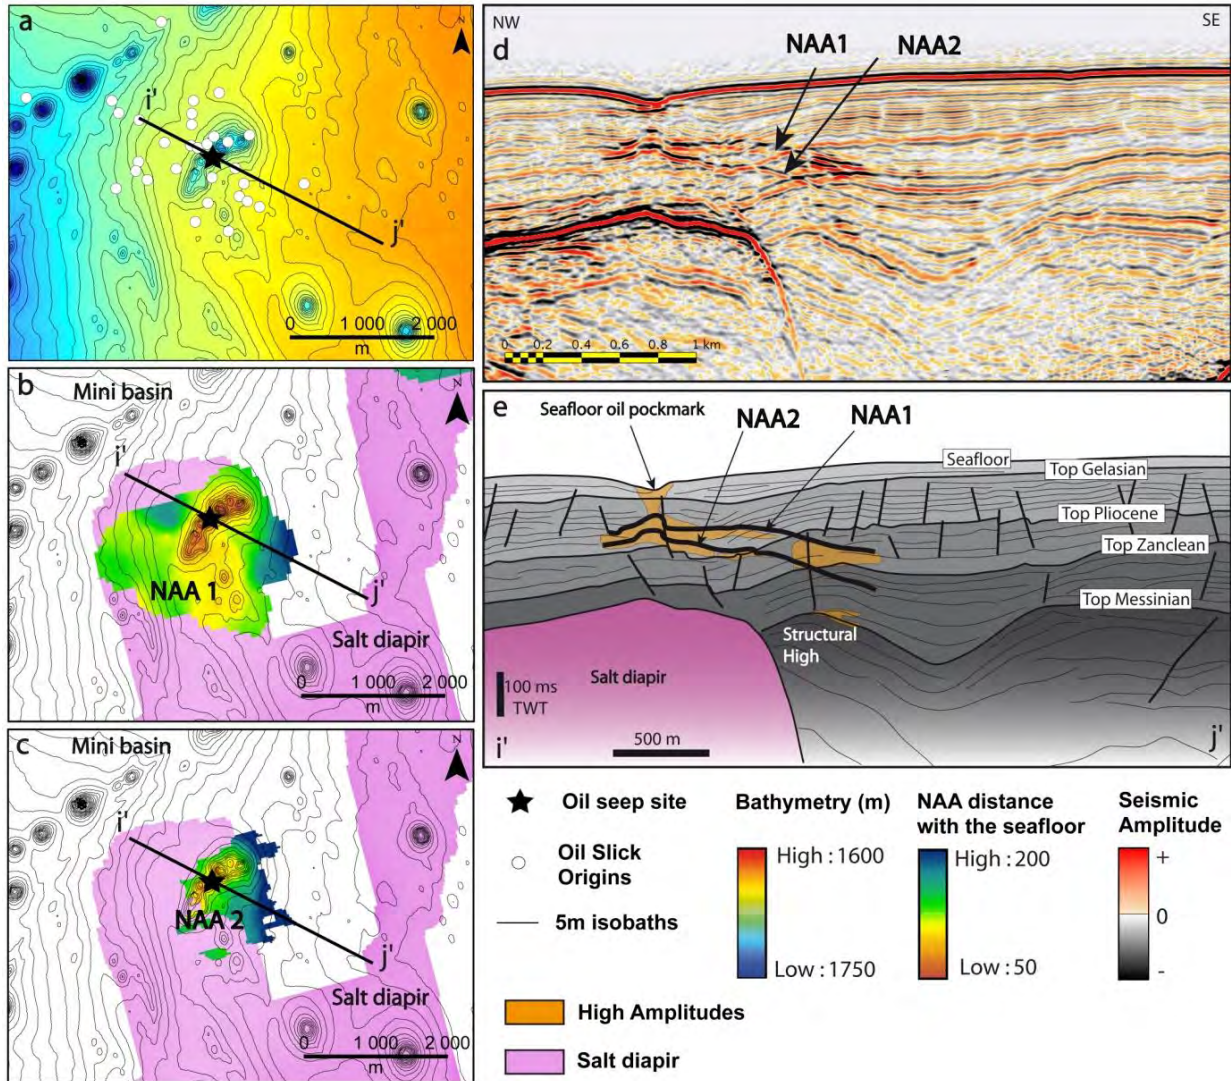 a
N
i'
j'
0 1 000 2 000
m
b
Mini basin
N
i'
NAA 1
j'
Salt diapir
0 1 000 2 000
m
c
Mini basin
N
i'
NAA 2
j'
Salt diapir
0 1 000 2 000
m
NW
SE
d
NAA1
NAA2
0 0.2 0.4 0.6 0.8 1 km
e
Seafloor oil pockmark
NAA2
NAA1
Seafloor
Top Gelasian
Top Pliocene
Top Zanclean
Top Messinian
Structural
High
Salt diapir
100 ms
TWT
500 m
i'
j'
Oil seep site
Oil Slick
Origins
5m isobaths
High Amplitudes
Salt diapir
Bathymetry (m)
High : 1600
Low : 1750
NAA distance
with the seafloor
High : 200
Low : 50
Seismic
Amplitude
+
0
-